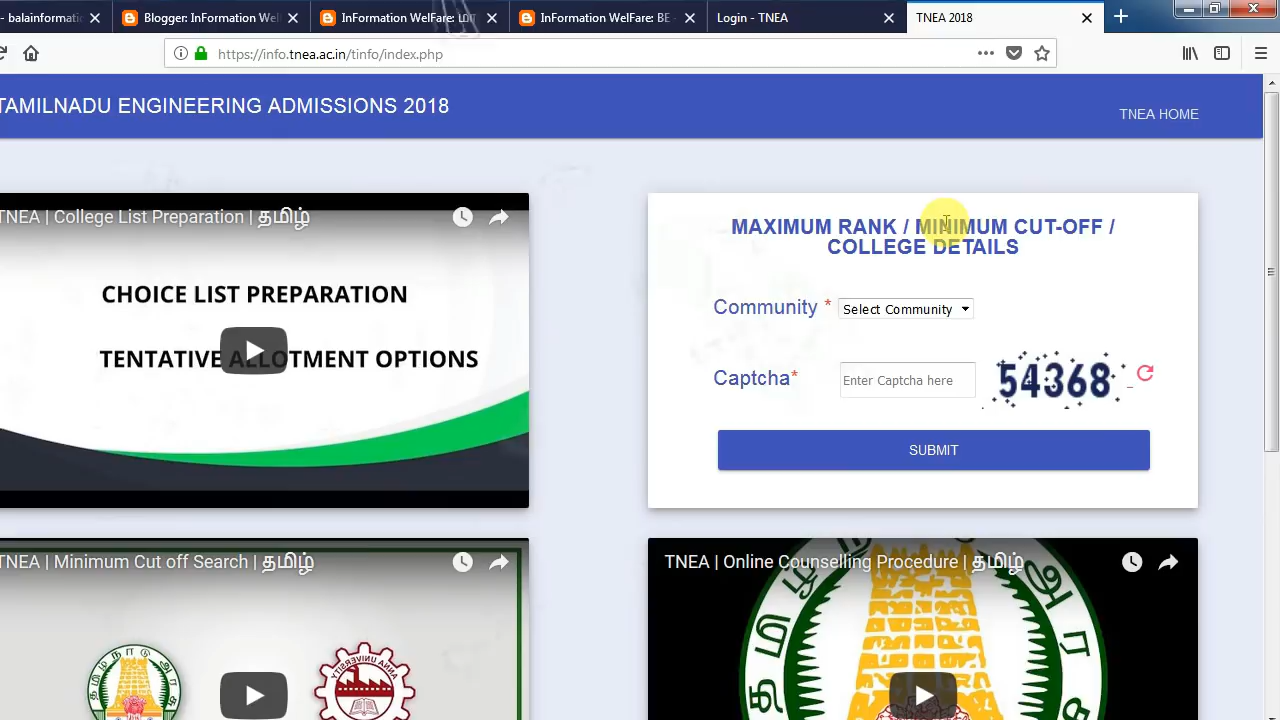 - balainformatic
Blogger: InFormation Wel
InFormation WelFare:
InFormation WelFare: BE -
Login - TNEA
TNEA 2018
https://info.tnea.ac.in/tinfo/index.php
TAMILNADU ENGINEERING ADMISSIONS 2018
TNEA HOME
TNEA | College List Preparation | தமிழ்
CHOICE LIST PREPARATION
TENTATIVE ALLOTMENT OPTIONS
MAXIMUM RANK / MINIMUM CUT-OFF /
COLLEGE DETAILS
Community *
Select Community
Captcha*
Enter Captcha here
54368
SUBMIT
TNEA | Minimum Cut off Search | தமிழ்
TNEA | Online Counselling Procedure | தமிழ்